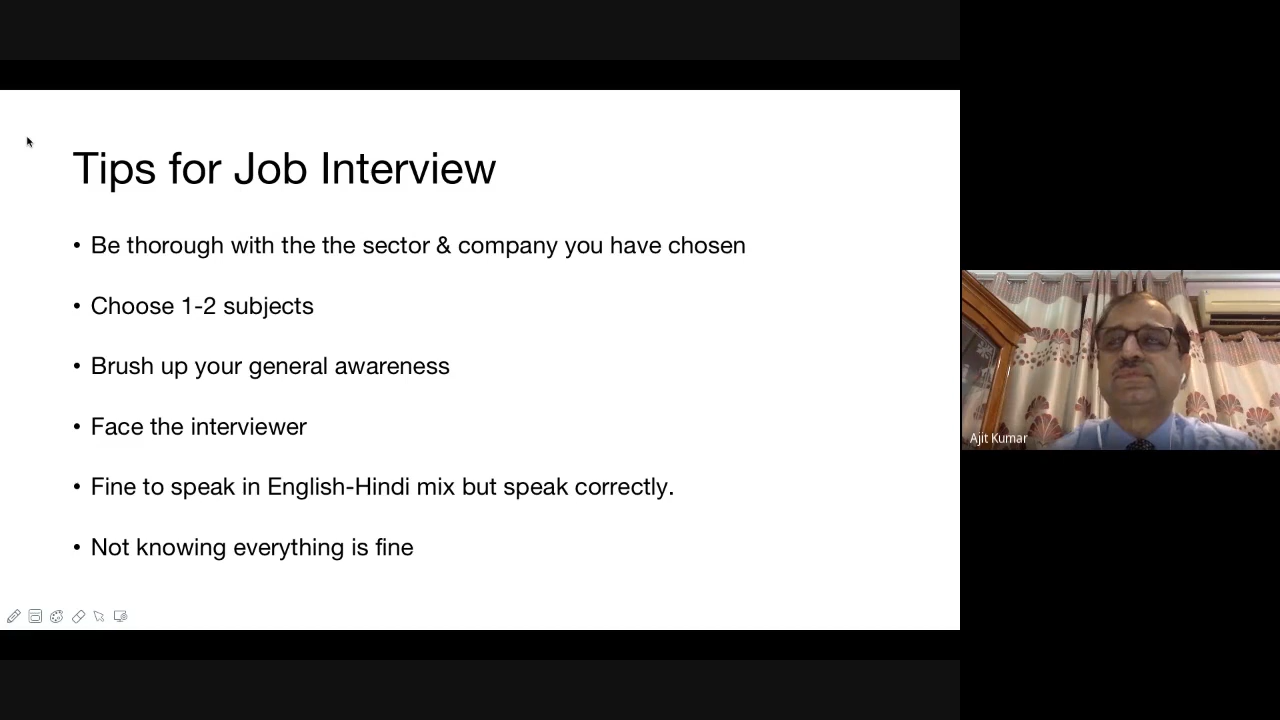 Tips for Job Interview
• Be thorough with the the sector & company you have chosen
• Choose 1-2 subjects
• Brush up your general awareness
• Face the interviewer
• Fine to speak in English-Hindi mix but speak correctly.
• Not knowing everything is fine
Ajit Kumar